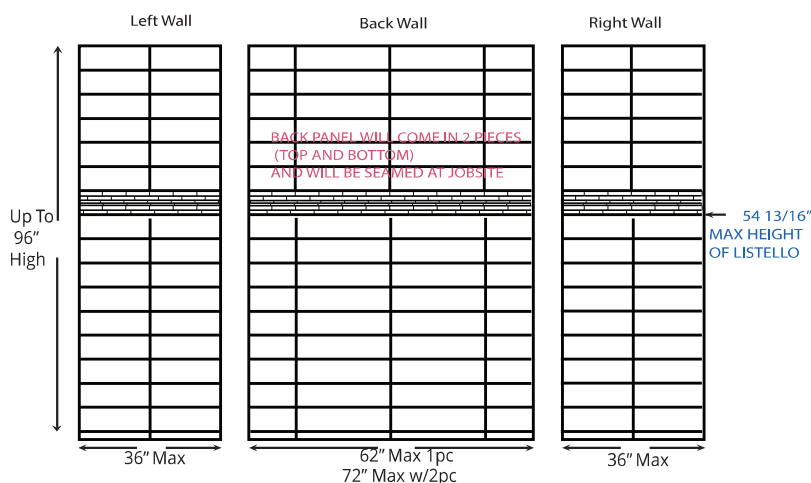 Left Wall
Back Wall
Right Wall
BACK PANEL WILL COME IN 2 PIECES
(TOP AND BOTTOM)
AND WILL BE SEAMED AT JOBSITE
Up To
96”
High
54 13/16”
MAX HEIGHT
OF LISTELLO
36” Max
62” Max 1pc
72” Max w/2pc
36” Max